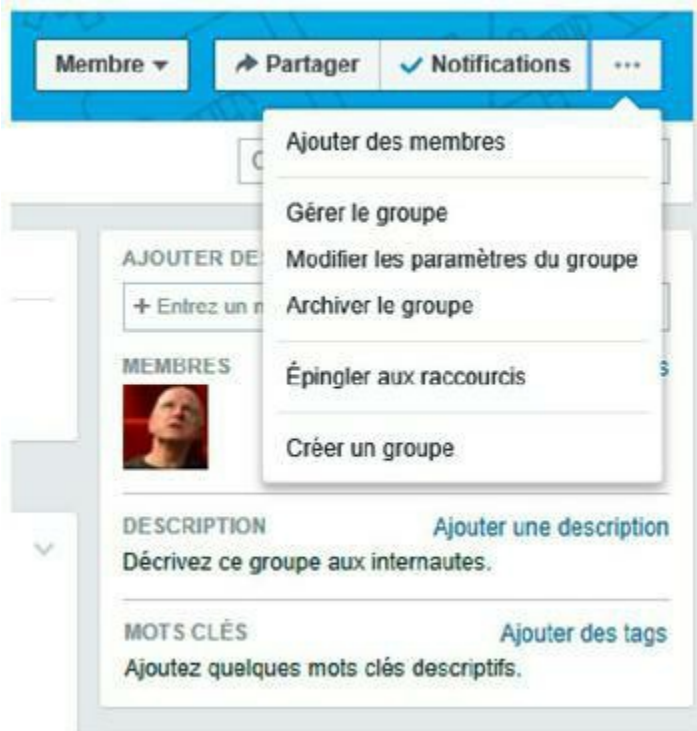 Membre
Partager
Notifications
...
Ajouter des membres
Gérer le groupe
Modifier les paramètres du groupe
Archiver le groupe
Épingler aux raccourcis
Créer un groupe
AJOUTER DE
+ Entrez un
MEMBRES
DESCRIPTION
Ajouter une description
Décrivez ce groupe aux internautes.
MOTS CLÉS
Ajouter des tags
Ajoutez quelques mots clés descriptifs.